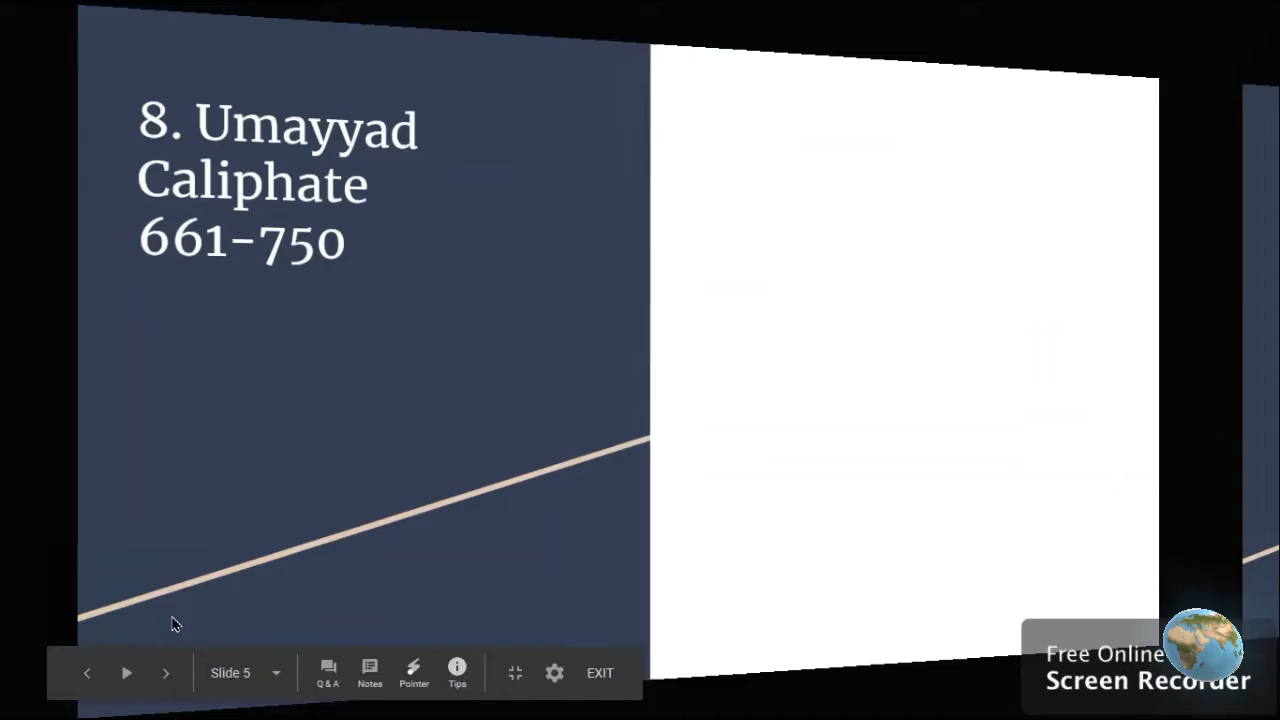 8. Umayyad
Caliphate
661-750
Slide 5
Q & A
Notes
Pointer
Tips
EXIT
Free Online
Screen Recorder